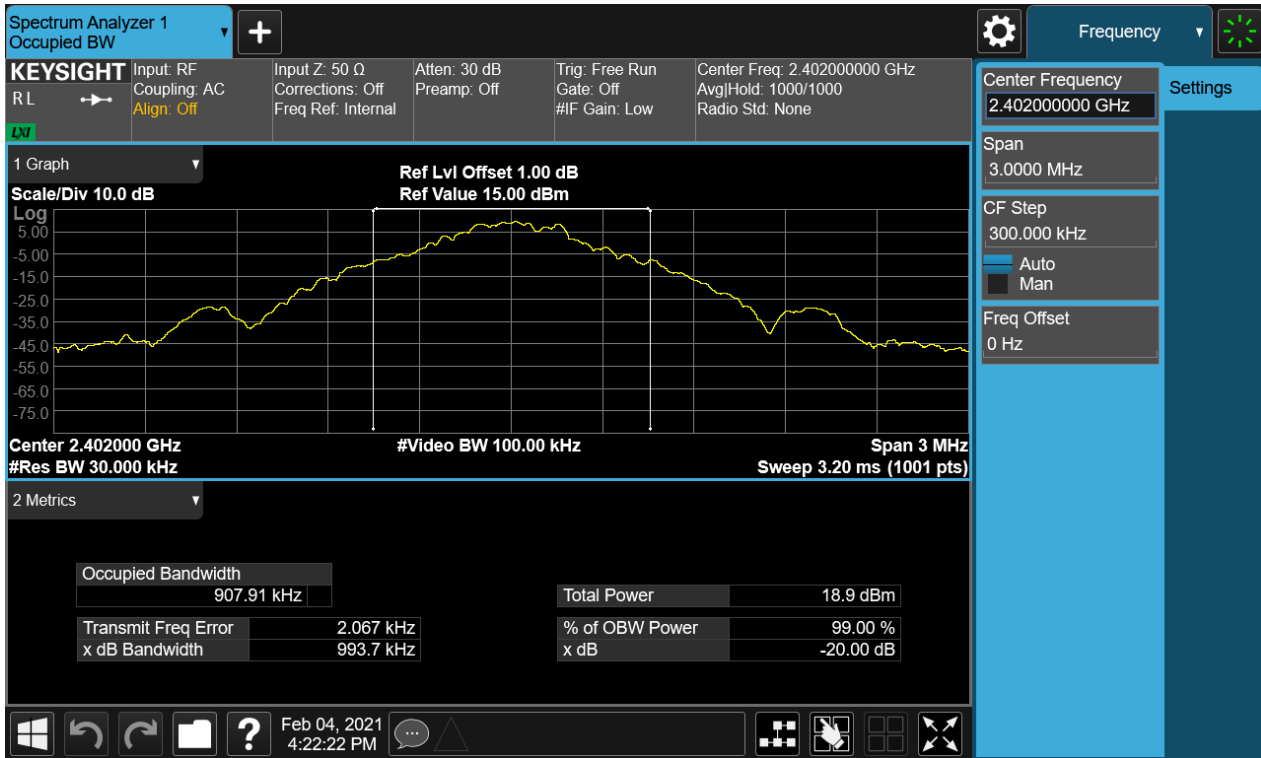 Spectrum Analyzer 1
Occupied BW
+
Frequency
KEYSIGHT
R L
LXI
Input: RF
Coupling: AC
Align: Off
Input Z: 50 Ω
Corrections: Off
Freq Ref: Internal
Atten: 30 dB
Preamp: Off
Trig: Free Run
Gate: Off
#IF Gain: Low
Center Freq: 2.402000000 GHz
Avg|Hold: 1000/1000
Radio Std: None
Center Frequency
2.402000000 GHz
Settings
Span
3.0000 MHz
CF Step
300.000 kHz
Auto
Man
Freq Offset
0 Hz
1 Graph
Scale/Div 10.0 dB
Ref Lvl Offset 1.00 dB
Ref Value 15.00 dBm
Log
5.00
-5.00
-15.0
-25.0
-35.0
-45.0
-55.0
-65.0
-75.0
Center 2.402000 GHz
#Video BW 100.00 kHz
Span 3 MHz
#Res BW 30.000 kHz
Sweep 3.20 ms (1001 pts)
2 Metrics
Occupied Bandwidth
907.91 kHz
Total Power 18.9 dBm
Transmit Freq Error 2.067 kHz
% of OBW Power 99.00 %
x dB Bandwidth 993.7 kHz
x dB -20.00 dB
?
Feb 04, 2021
4:22:22 PM